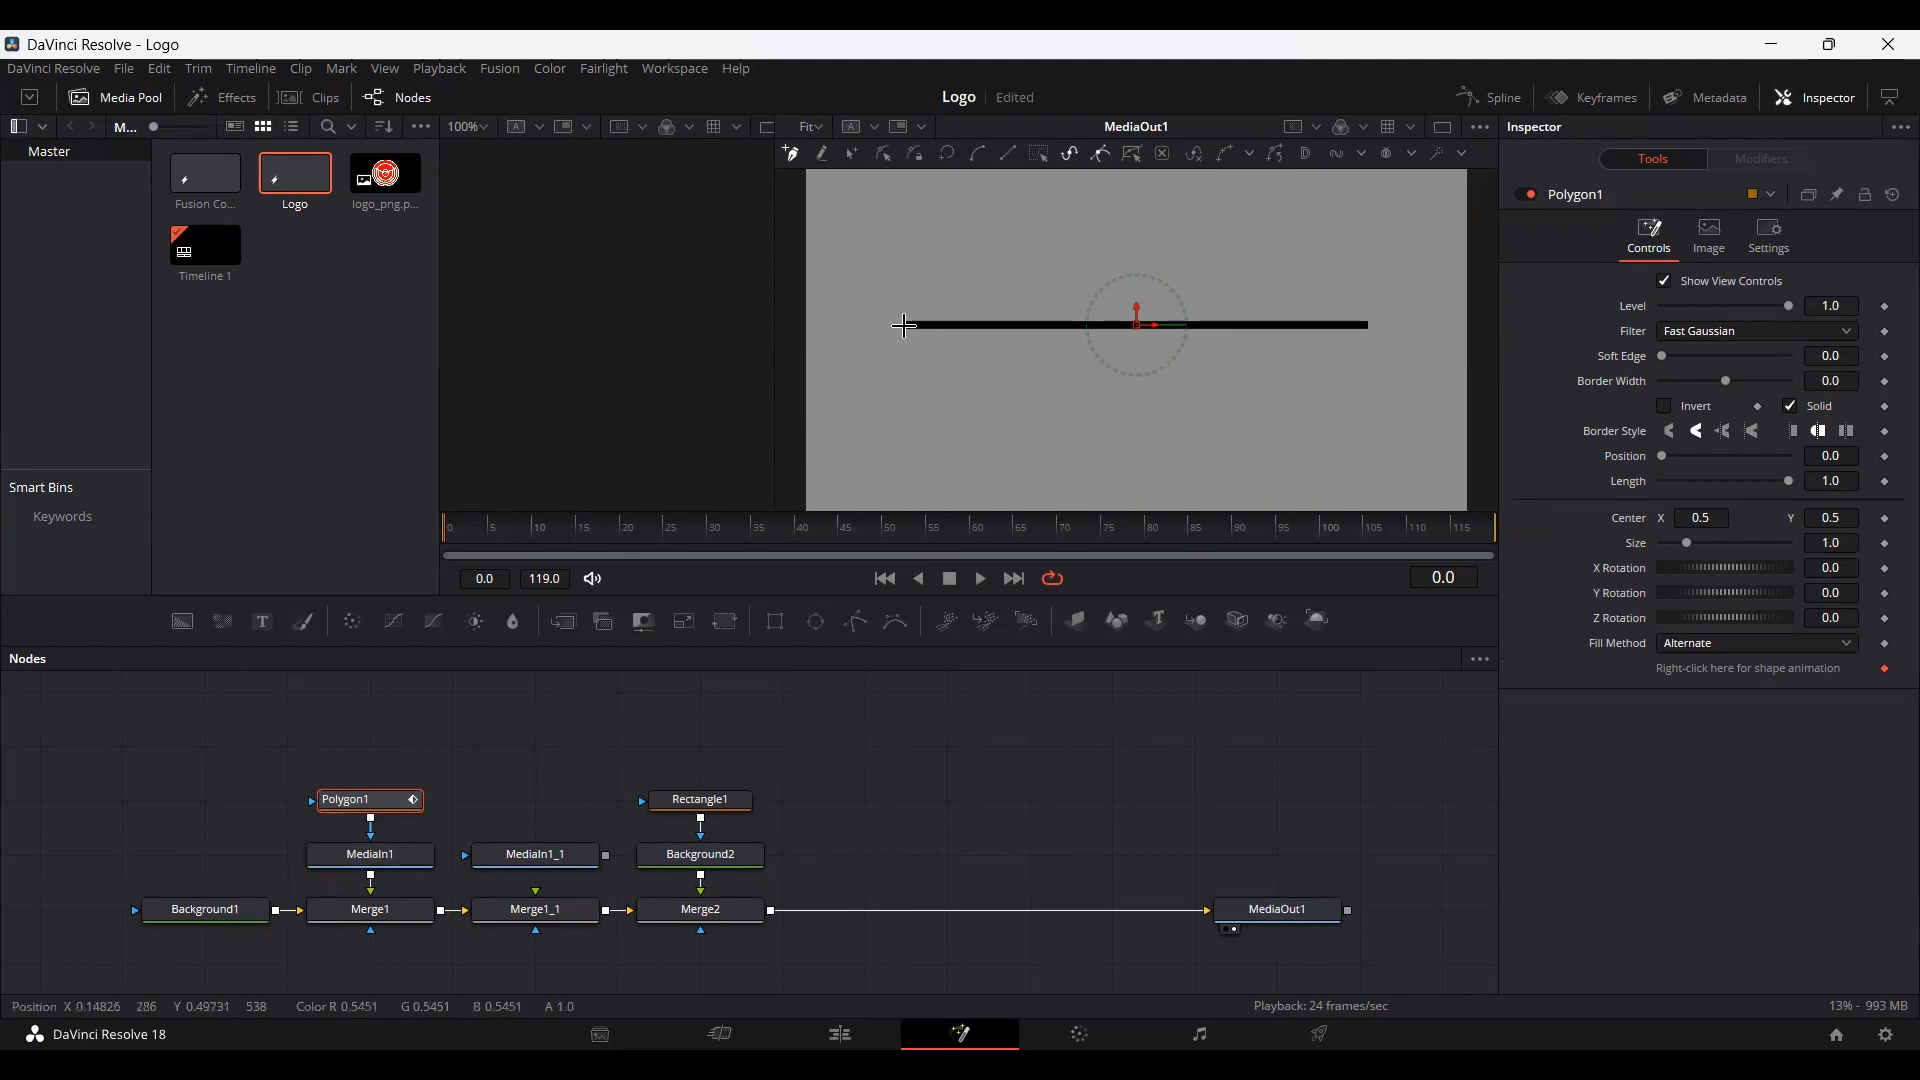 DaVinci Resolve - Logo
DaVinci Resolve File Edit Trim Timeline Clip Mark View Playback Fusion Color Fairlight Workspace Help
Media Pool Effects Clips Nodes Logo Edited Spline Keyframes Metadata Inspector
M... 100% Fit MediaOut1 Inspector
Master
Fusion Co... Logo logo_png.p...
Timeline 1
Smart Bins
Keywords
Tools Modifiers
Polygon1
Controls Image Settings
Show View Controls
Level 1.0
Filter Fast Gaussian
Soft Edge 0.0
Border Width 0.0
Invert Solid
Border Style
Position 0.0
Length 1.0
Center X 0.5 Y 0.5
Size 1.0
X Rotation 0.0
Y Rotation 0.0
Z Rotation 0.0
Fill Method Alternate
Right-click here for shape animation
0 5 10 15 20 25 30 35 40 45 50 55 60 65 70 75 80 85 90 95 100 105 110 115
0.0 119.0 0.0
Nodes
Polygon1 Rectangle1
MediaIn1 MediaIn1_1 Background2
Background1 Merge1 Merge1_1 Merge2 MediaOut1
Position X 0.14826 286 Y 0.49731 538 Color R 0.5451 G 0.5451 B 0.5451 A 1.0 Playback: 24 frames/sec 13% - 993 MB
DaVinci Resolve 18